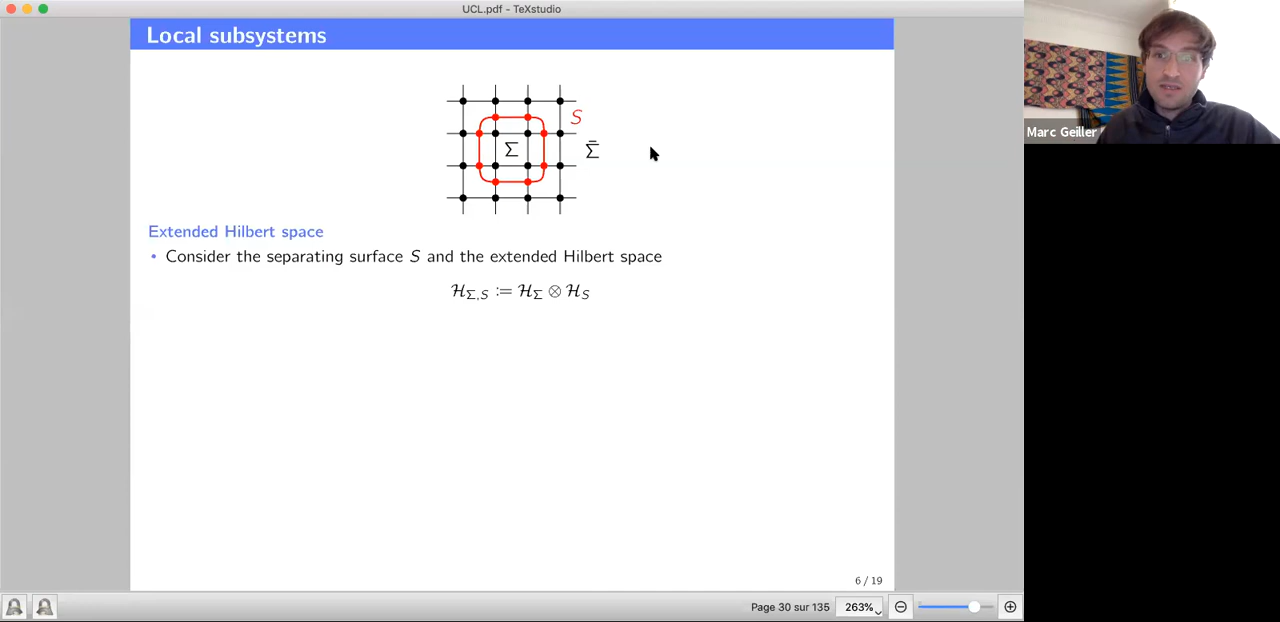 UCL.pdf - TeXstudio
Local subsystems
S
Σ
Σ̄
Marc Geiller
Extended Hilbert space
• Consider the separating surface S and the extended Hilbert space
ℋ_{Σ,S} := ℋ_Σ ⊗ ℋ_S
6 / 19
Page 30 sur 135
263%